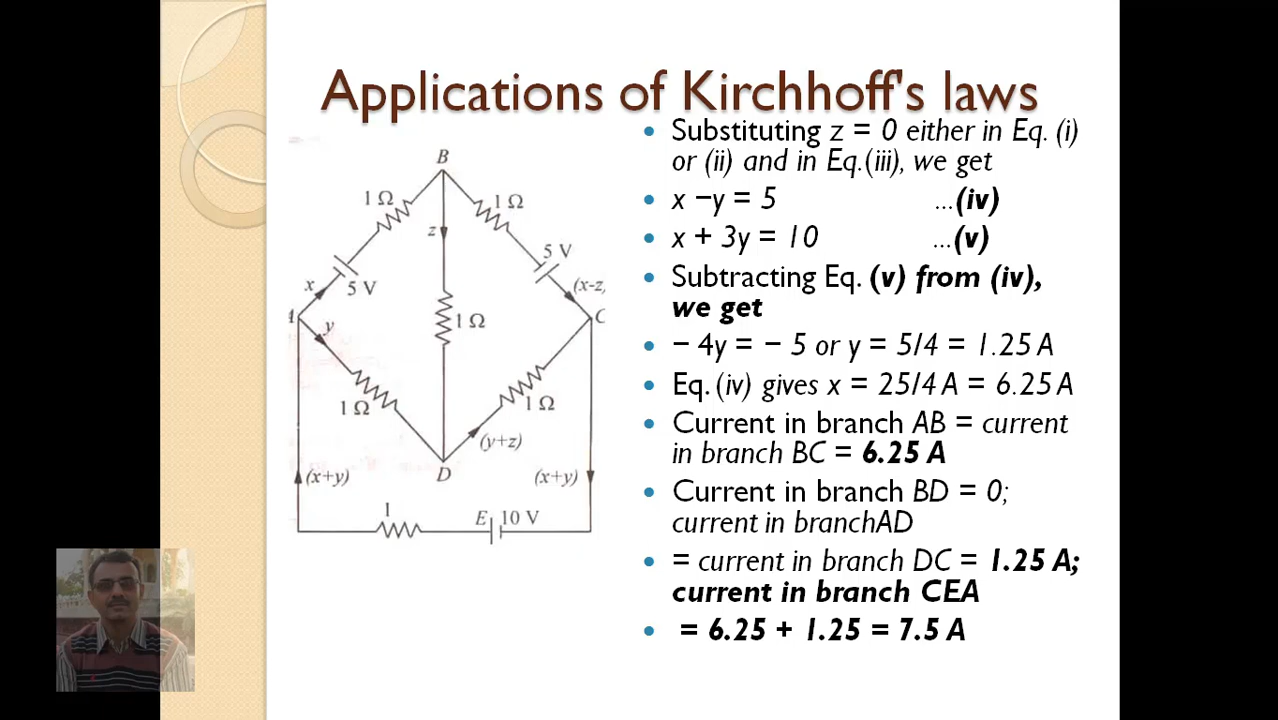 Applications of Kirchhoff's laws
• Substituting z = 0 either in Eq. (i)
or (ii) and in Eq.(iii), we get
• x −y = 5 ...(iv)
• x + 3y = 10 ...(v)
• Subtracting Eq. (v) from (iv),
we get
• − 4y = − 5 or y = 5/4 = 1.25 A
• Eq. (iv) gives x = 25/4 A = 6.25 A
• Current in branch AB = current
in branch BC = 6.25 A
• Current in branch BD = 0;
current in branchAD
• = current in branch DC = 1.25 A;
current in branch CEA
• = 6.25 + 1.25 = 7.5 A
B
1 Ω
1 Ω
z
5 V
x
5 V
(x-z)
A
y
1 Ω
C
1 Ω
1 Ω
(y+z)
(x+y)
D
(x+y)
1
E
10 V